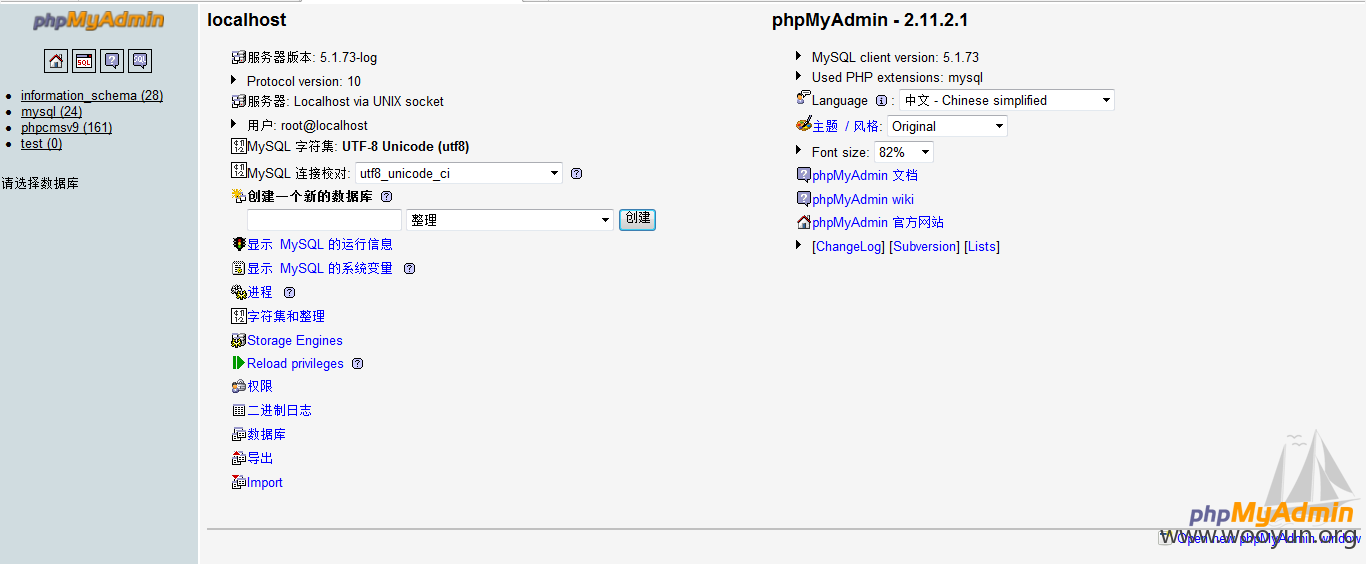 phpMyAdmin
SQL
SQL
information_schema (28)
mysql (24)
phpcmsv9 (161)
test (0)
请选择数据库
localhost
服务器版本: 5.1.73-log
Protocol version: 10
服务器: Localhost via UNIX socket
用户: root@localhost
MySQL 字符集: UTF-8 Unicode (utf8)
MySQL 连接校对: utf8_unicode_ci
创建一个新的数据库
整理 创建
显示 MySQL 的运行信息
显示 MySQL 的系统变量
进程
字符集和整理
Storage Engines
Reload privileges
权限
二进制日志
数据库
导出
Import
phpMyAdmin - 2.11.2.1
MySQL client version: 5.1.73
Used PHP extensions: mysql
Language : 中文 - Chinese simplified
主题 / 风格: Original
Font size: 82%
phpMyAdmin 文档
phpMyAdmin wiki
phpMyAdmin 官方网站
[ChangeLog] [Subversion] [Lists]
phpMyAdmin
Open new phpMyAdmin window
www.wooyun.org